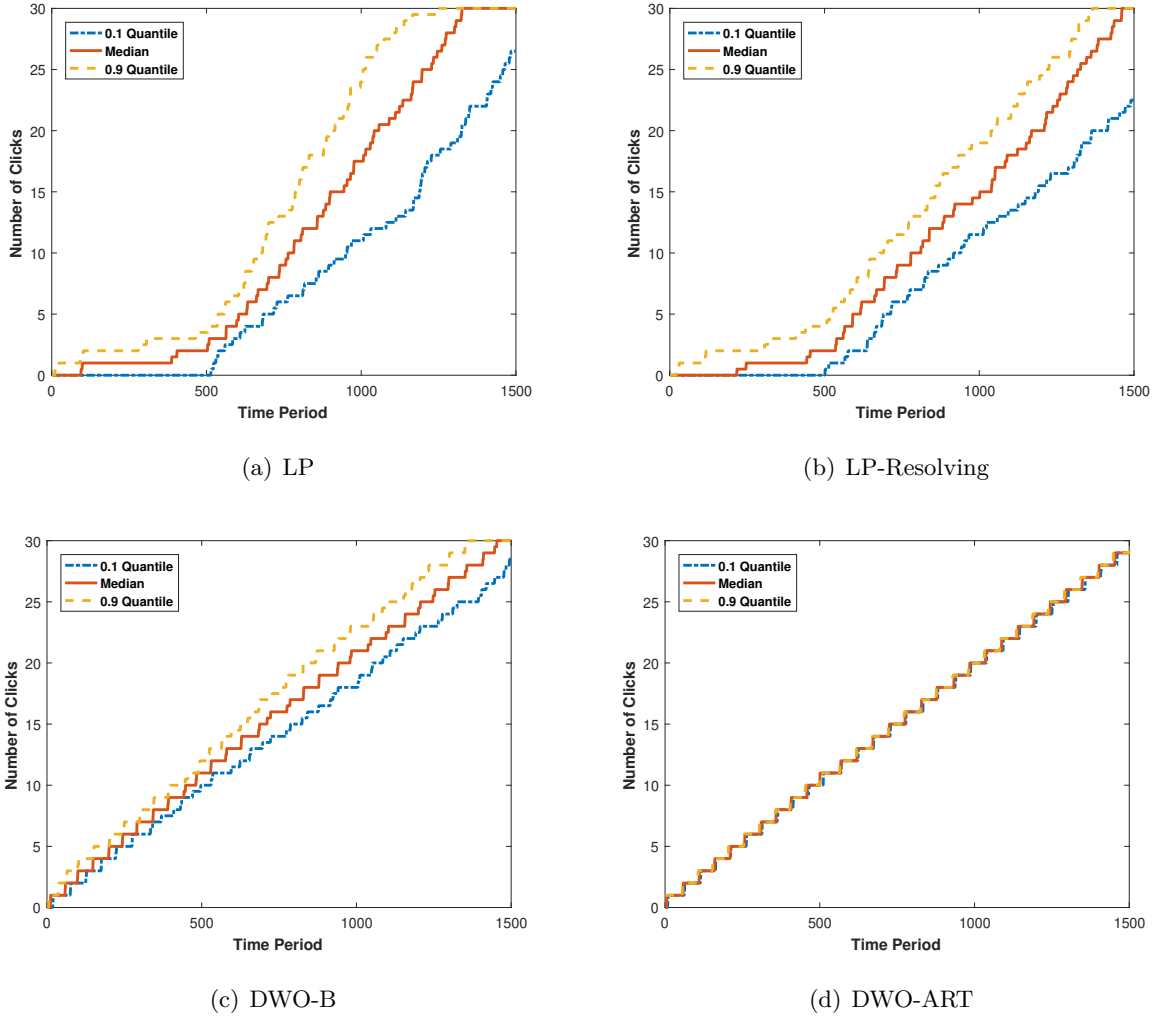 30
25
20
15
10
5
0
0 500 1000 1500
Number of Clicks
Time Period
0.1 Quantile
Median
0.9 Quantile
(a) LP
30
25
20
15
10
5
0
0 500 1000 1500
Number of Clicks
Time Period
0.1 Quantile
Median
0.9 Quantile
(b) LP-Resolving
30
25
20
15
10
5
0
0 500 1000 1500
Number of Clicks
Time Period
0.1 Quantile
Median
0.9 Quantile
(c) DWO-B
30
25
20
15
10
5
0
0 500 1000 1500
Number of Clicks
Time Period
0.1 Quantile
Median
0.9 Quantile
(d) DWO-ART